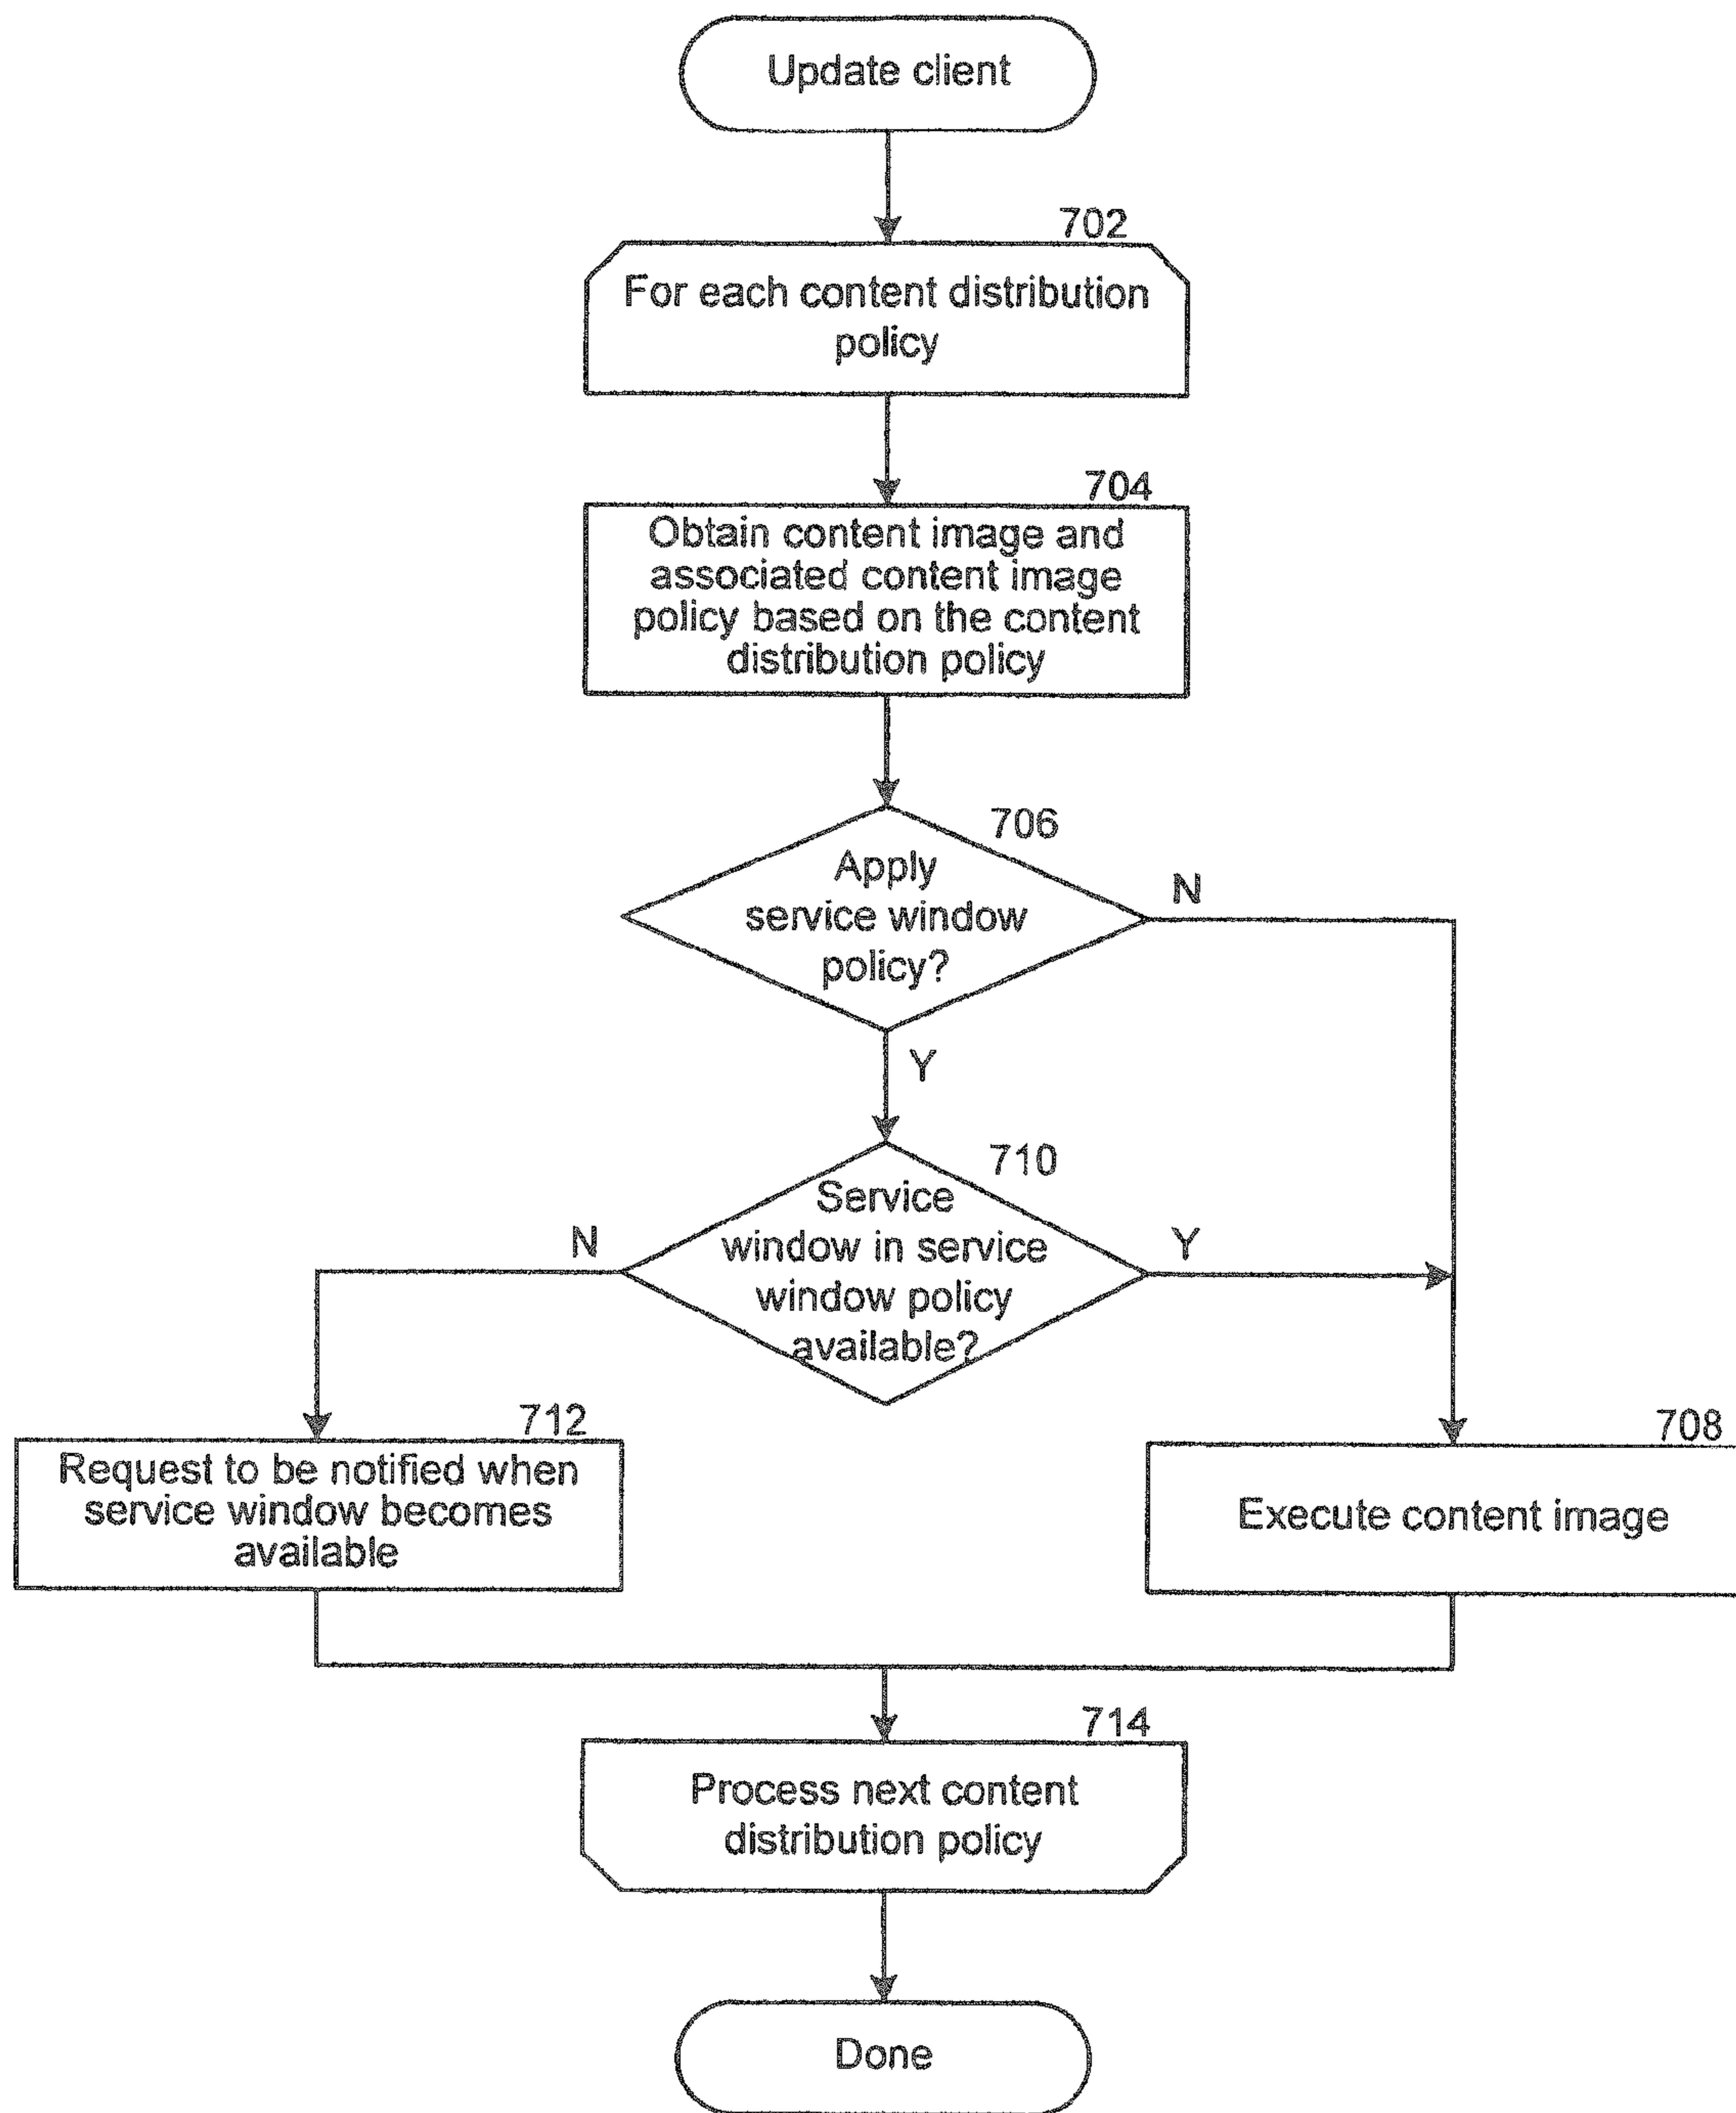 Update client
702
For each content distribution
policy
704
Obtain content image and
associated content image
policy based on the content
distribution policy
706
Apply
service window
policy?
N
Y
710
Service
window in service
window policy
available?
N
Y
712
Request to be notified when
service window becomes
available
708
Execute content image
714
Process next content
distribution policy
Done